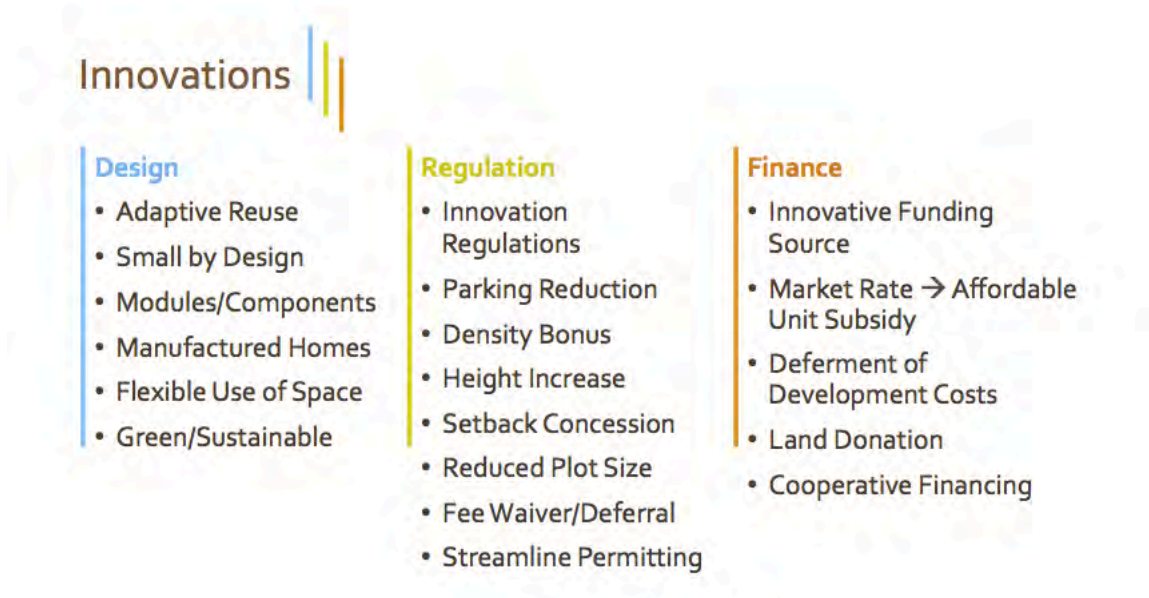 Innovations
Design
• Adaptive Reuse
• Small by Design
• Modules/Components
• Manufactured Homes
• Flexible Use of Space
• Green/Sustainable
Regulation
• Innovation
Regulations
• Parking Reduction
• Density Bonus
• Height Increase
• Setback Concession
• Reduced Plot Size
• Fee Waiver/Deferral
• Streamline Permitting
Finance
• Innovative Funding
Source
• Market Rate → Affordable
Unit Subsidy
• Deferment of
Development Costs
• Land Donation
• Cooperative Financing